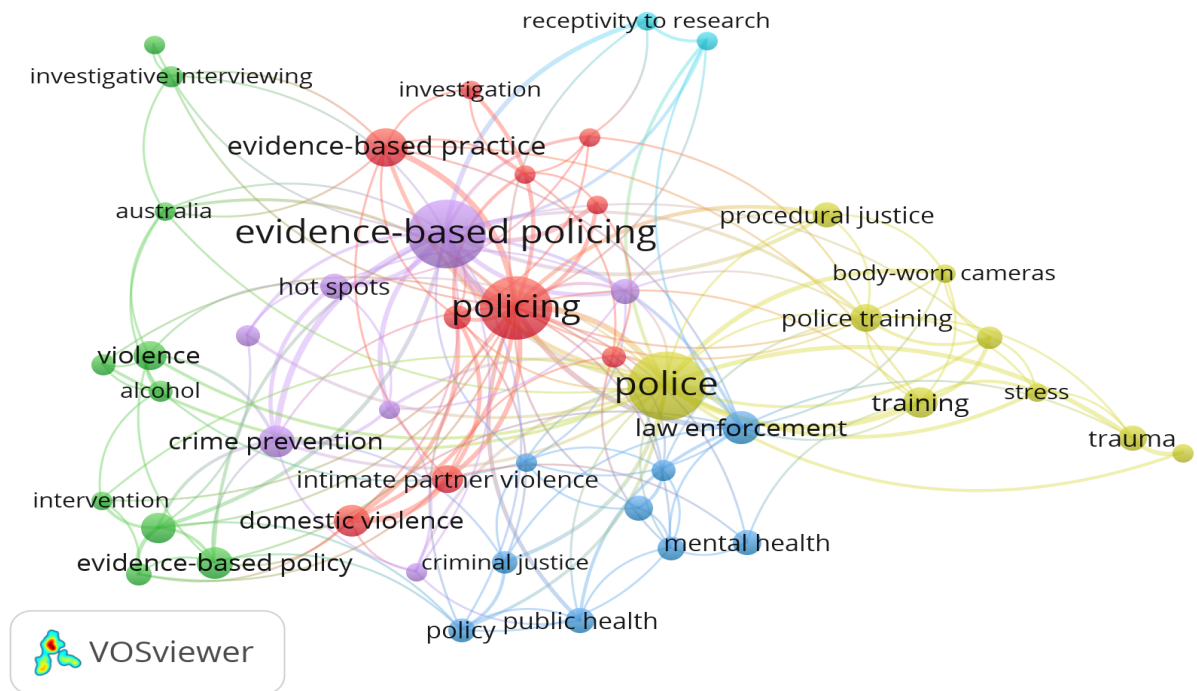 receptivity to research
investigative interviewing
investigation
evidence-based practice
australia
procedural justice
evidence-based policing
body-worn cameras
hot spots
policing
police training
violence
police
alcohol
stress
training
law enforcement
crime prevention
trauma
intimate partner violence
intervention
domestic violence
mental health
evidence-based policy
criminal justice
policy
public health
VOSviewer